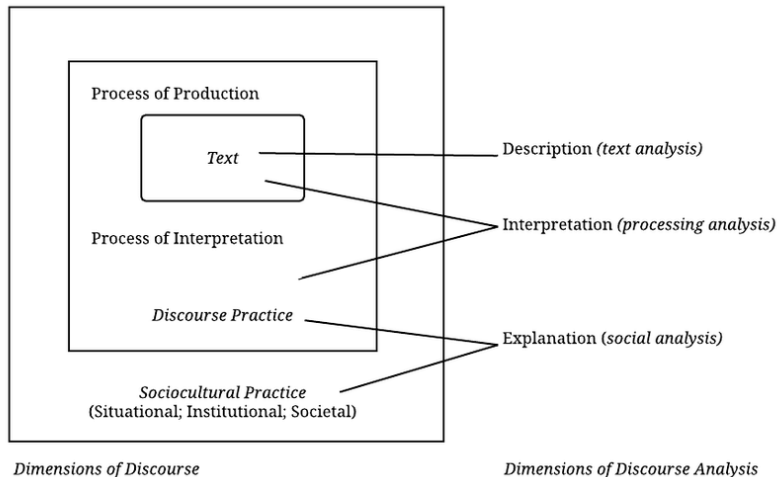 Process of Production
Text
Description (text analysis)
Interpretation (processing analysis)
Process of Interpretation
Discourse Practice
Explanation (social analysis)
Sociocultural Practice
(Situational; Institutional; Societal)
Dimensions of Discourse
Dimensions of Discourse Analysis